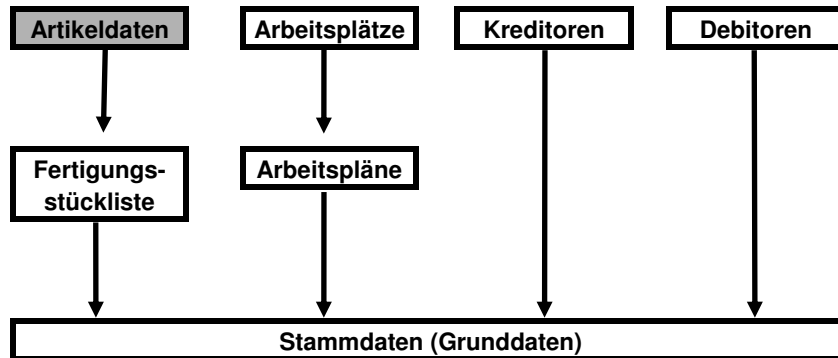 Artikeldaten
Arbeitsplätze
Kreditoren
Debitoren
Fertigungs-
stückliste
Arbeitspläne
Stammdaten (Grunddaten)